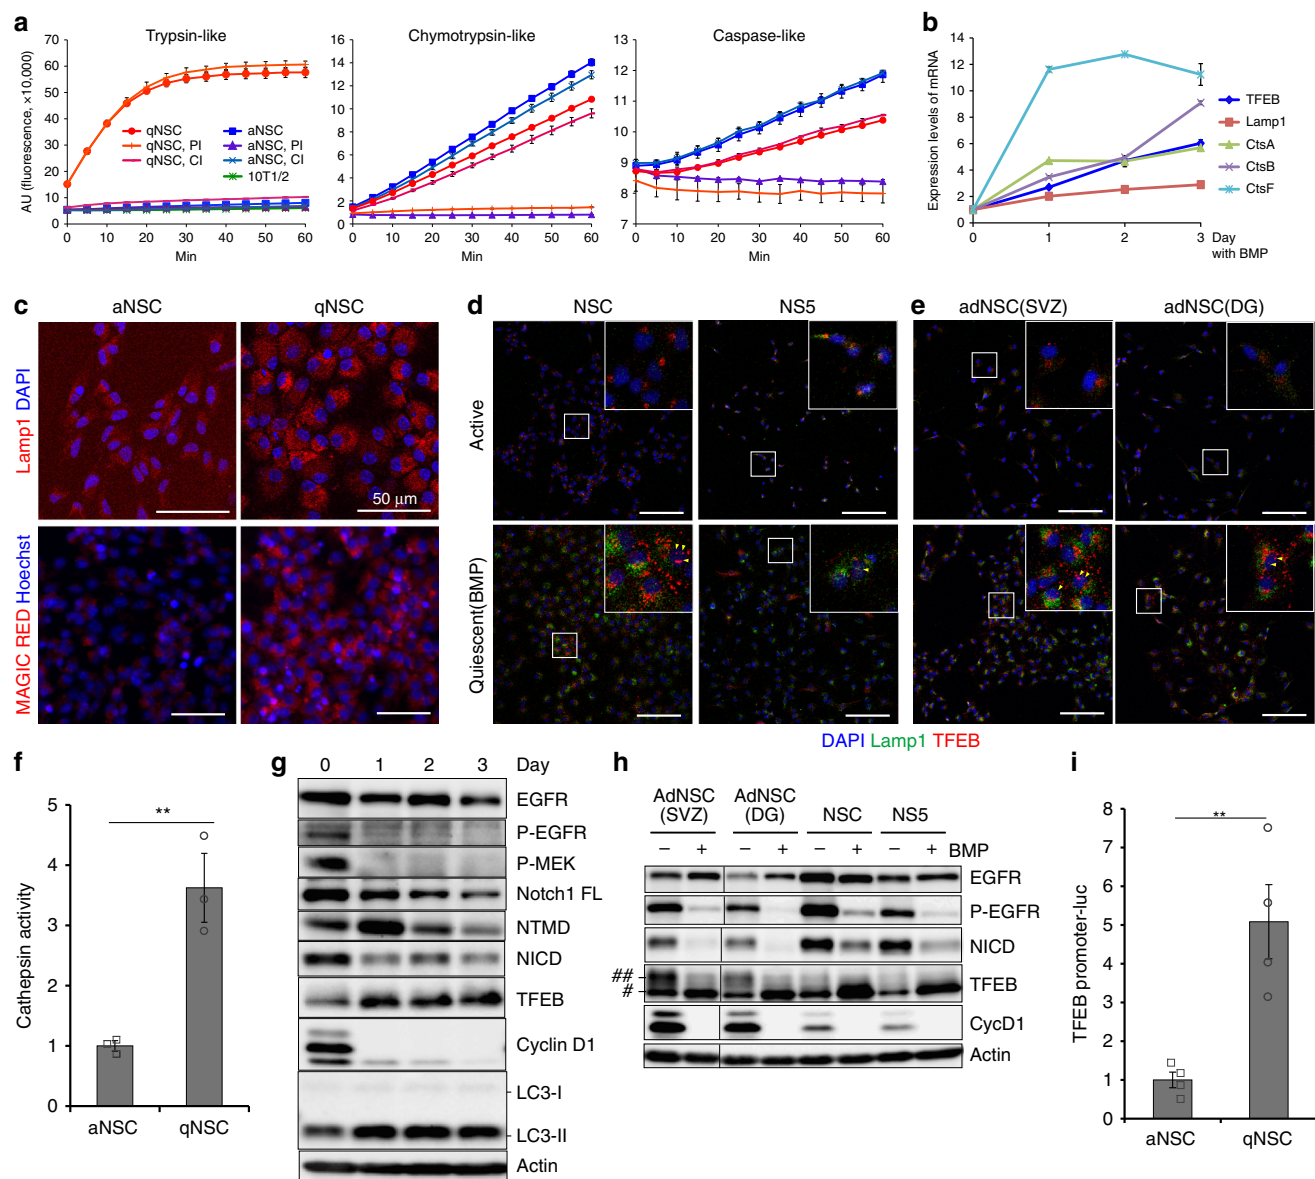 a
Trypsin-like
Chymotrypsin-like
Caspase-like
AU (fluorescence, ×10,000)
70
60
50
40
30
20
10
0
16
14
12
10
8
6
4
2
0
13
12
11
10
9
8
7
qNSC
qNSC, PI
qNSC, CI
aNSC
aNSC, PI
aNSC, CI
10T1/2
0 10 20 30 40 50 60
0 10 20 30 40 50 60
0 10 20 30 40 50 60
Min
Min
Min
b
Expression levels of mRNA
14
12
10
8
6
4
2
0
0 1 2 3
Day
with BMP
TFEB
Lamp1
CtsA
CtsB
CtsF
c
aNSC
qNSC
Lamp1 DAPI
50 µm
MAGIC RED Hoechst
d
NSC
NS5
Active
Quiescent(BMP)
e
adNSC(SVZ)
adNSC(DG)
DAPI Lamp1 TFEB
f
Cathepsin activity
5
4
3
2
1
0
**
aNSC
qNSC
g
0 1 2 3 Day
EGFR
P-EGFR
P-MEK
Notch1 FL
NTMD
NICD
TFEB
Cyclin D1
LC3-I
LC3-II
Actin
h
AdNSC (SVZ)
AdNSC (DG)
NSC
NS5
− + − + − + − + BMP
EGFR
P-EGFR
NICD
##
#
TFEB
CycD1
Actin
i
TFEB promoter-luc
8
7
6
5
4
3
2
1
0
**
aNSC
qNSC